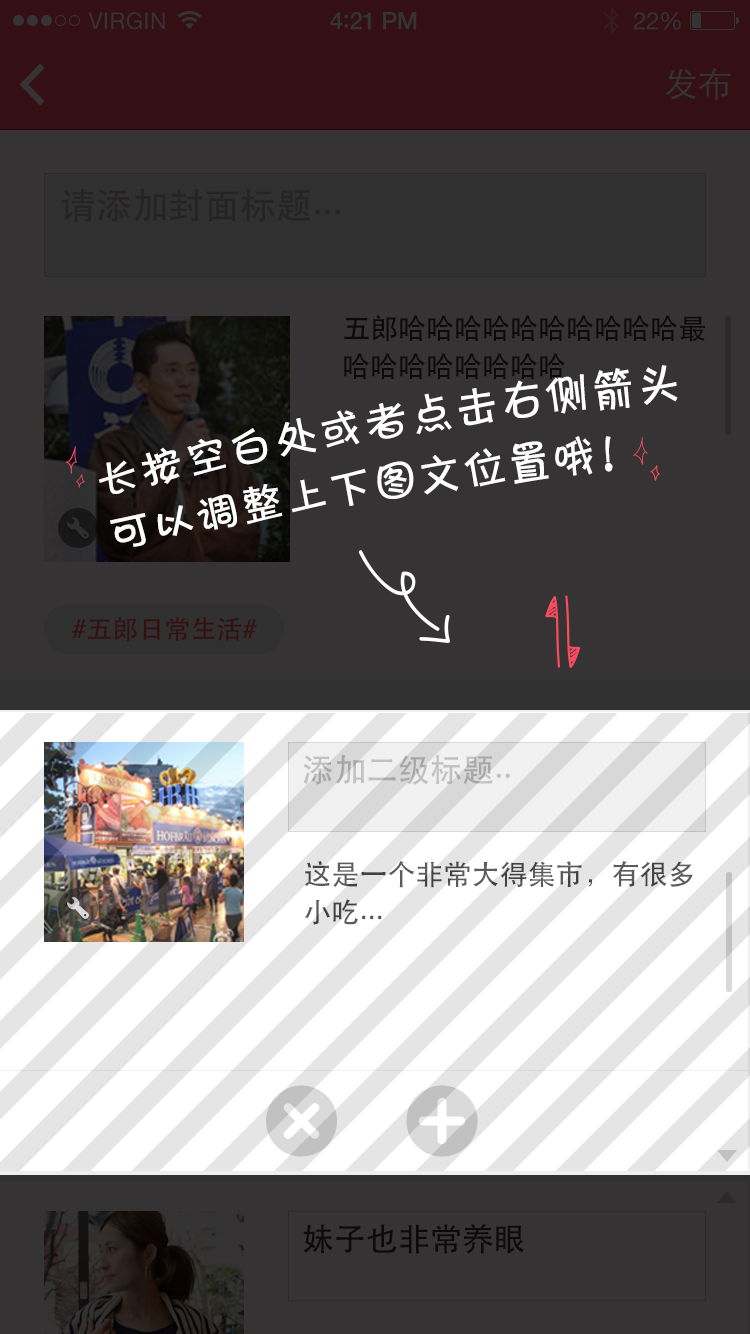 VIRGIN
4:21 PM
22%
发布
请添加封面标题...
五郎哈哈哈哈哈哈哈哈哈哈最
哈哈哈哈哈哈哈哈
长按空白处或者点击右侧箭头
可以调整上下图文位置哦!
#五郎日常生活#
添加二级标题..
HOFBRÄU MÜNCHEN
这是一个非常大得集市，有很多
小吃...
妹子也非常养眼